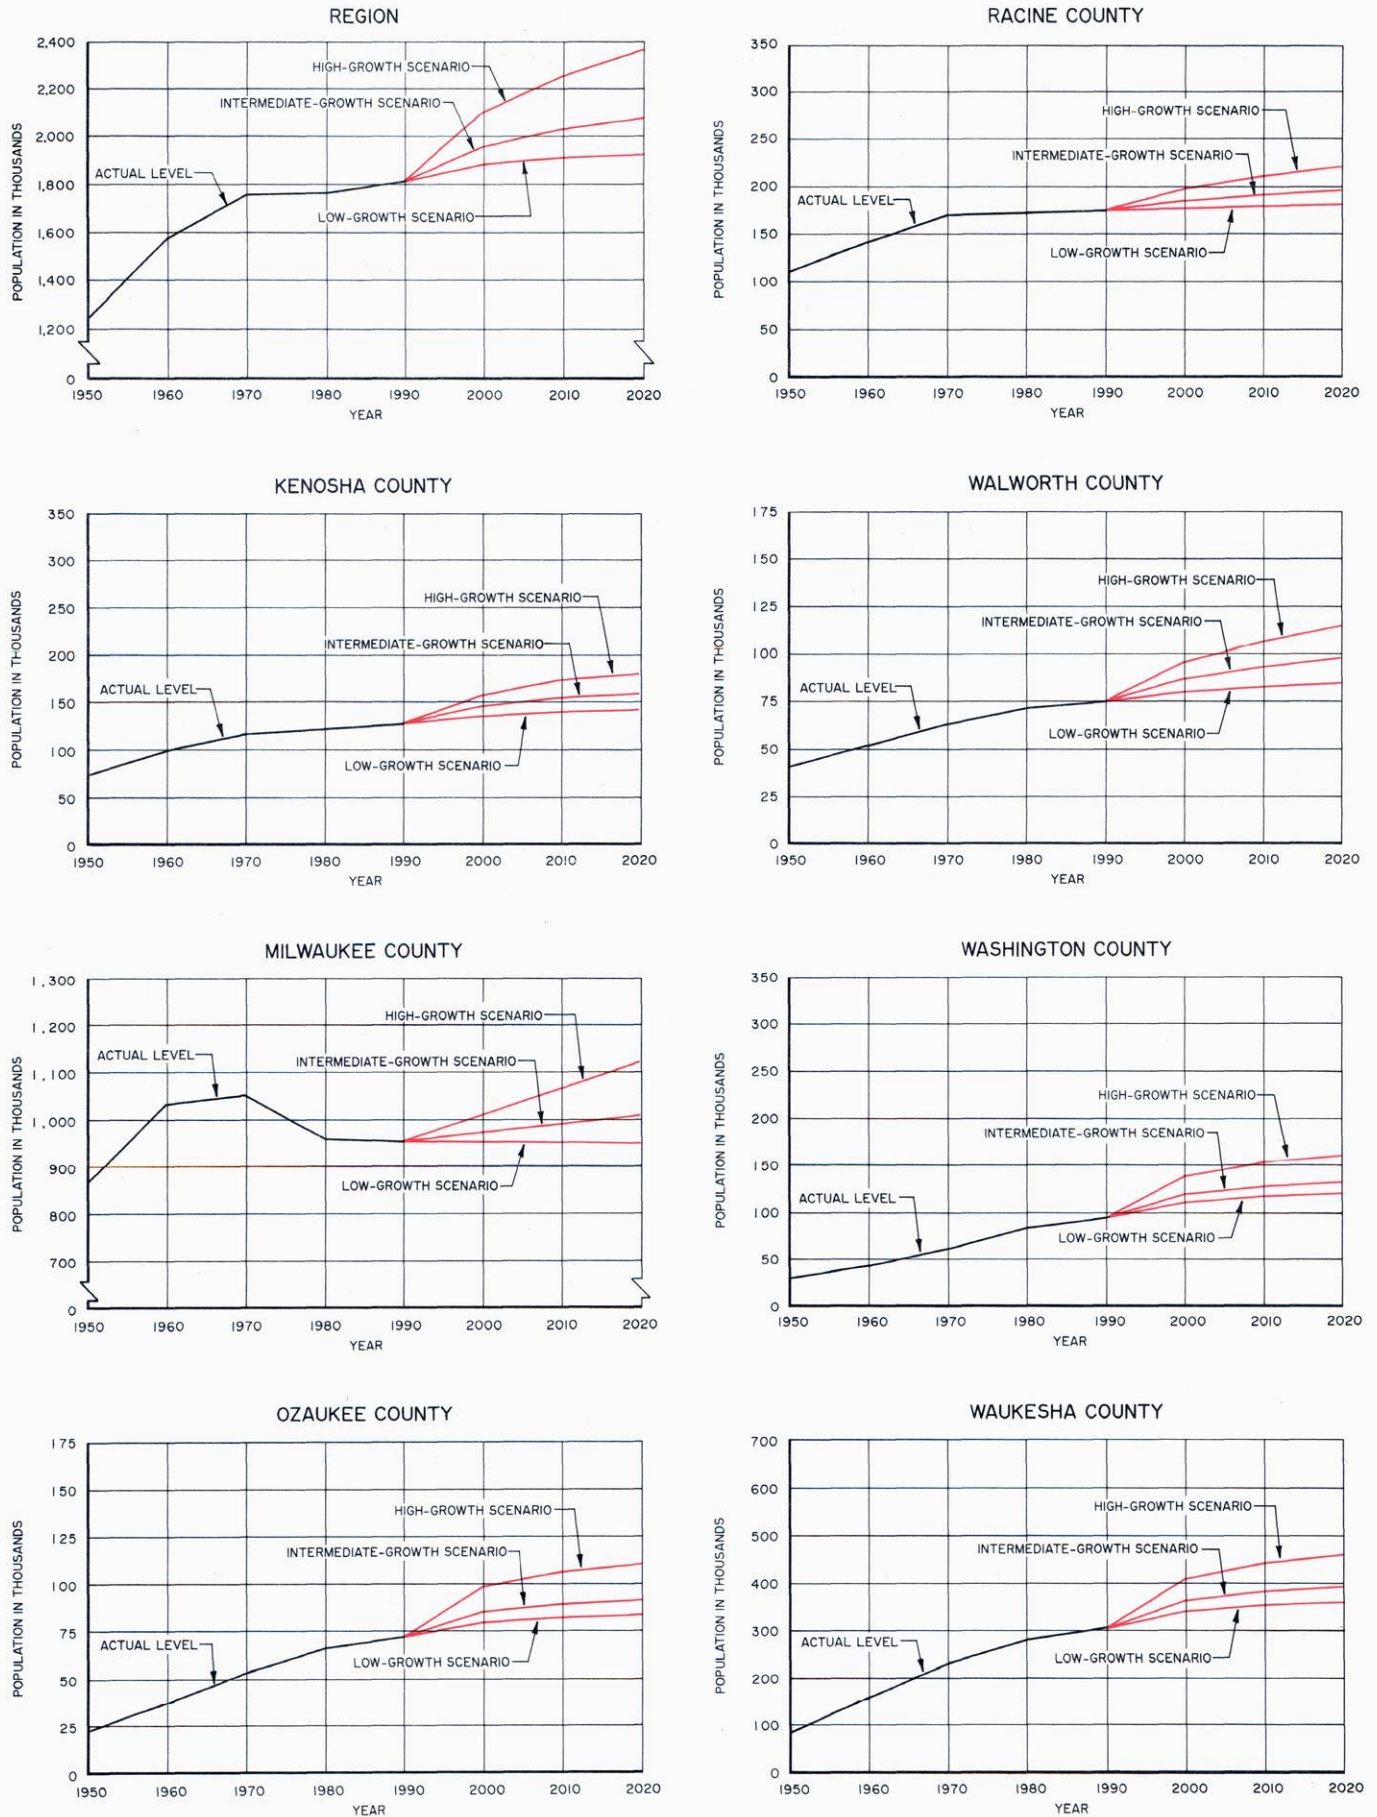 REGION
2,400
2,200
2,000
1,800
1,600
1,400
1,200
0
POPULATION IN THOUSANDS
HIGH-GROWTH SCENARIO
INTERMEDIATE-GROWTH SCENARIO
ACTUAL LEVEL
LOW-GROWTH SCENARIO
1950 1960 1970 1980 1990 2000 2010 2020
YEAR
RACINE COUNTY
350
300
250
200
150
100
50
0
POPULATION IN THOUSANDS
HIGH-GROWTH SCENARIO
INTERMEDIATE-GROWTH SCENARIO
ACTUAL LEVEL
LOW-GROWTH SCENARIO
1950 1960 1970 1980 1990 2000 2010 2020
YEAR
KENOSHA COUNTY
350
300
250
200
150
100
50
0
POPULATION IN THOUSANDS
HIGH-GROWTH SCENARIO
INTERMEDIATE-GROWTH SCENARIO
ACTUAL LEVEL
LOW-GROWTH SCENARIO
1950 1960 1970 1980 1990 2000 2010 2020
YEAR
WALWORTH COUNTY
175
150
125
100
75
50
25
0
POPULATION IN THOUSANDS
HIGH-GROWTH SCENARIO
INTERMEDIATE-GROWTH SCENARIO
ACTUAL LEVEL
LOW-GROWTH SCENARIO
1950 1960 1970 1980 1990 2000 2010 2020
YEAR
MILWAUKEE COUNTY
1,300
1,200
1,100
1,000
900
800
700
0
POPULATION IN THOUSANDS
HIGH-GROWTH SCENARIO
ACTUAL LEVEL
INTERMEDIATE-GROWTH SCENARIO
LOW-GROWTH SCENARIO
1950 1960 1970 1980 1990 2000 2010 2020
YEAR
WASHINGTON COUNTY
350
300
250
200
150
100
50
0
POPULATION IN THOUSANDS
HIGH-GROWTH SCENARIO
INTERMEDIATE-GROWTH SCENARIO
ACTUAL LEVEL
LOW-GROWTH SCENARIO
1950 1960 1970 1980 1990 2000 2010 2020
YEAR
OZAUKEE COUNTY
175
150
125
100
75
50
25
0
POPULATION IN THOUSANDS
HIGH-GROWTH SCENARIO
INTERMEDIATE-GROWTH SCENARIO
ACTUAL LEVEL
LOW-GROWTH SCENARIO
1950 1960 1970 1980 1990 2000 2010 2020
YEAR
WAUKESHA COUNTY
700
600
500
400
300
200
100
0
POPULATION IN THOUSANDS
HIGH-GROWTH SCENARIO
INTERMEDIATE-GROWTH SCENARIO
ACTUAL LEVEL
LOW-GROWTH SCENARIO
1950 1960 1970 1980 1990 2000 2010 2020
YEAR